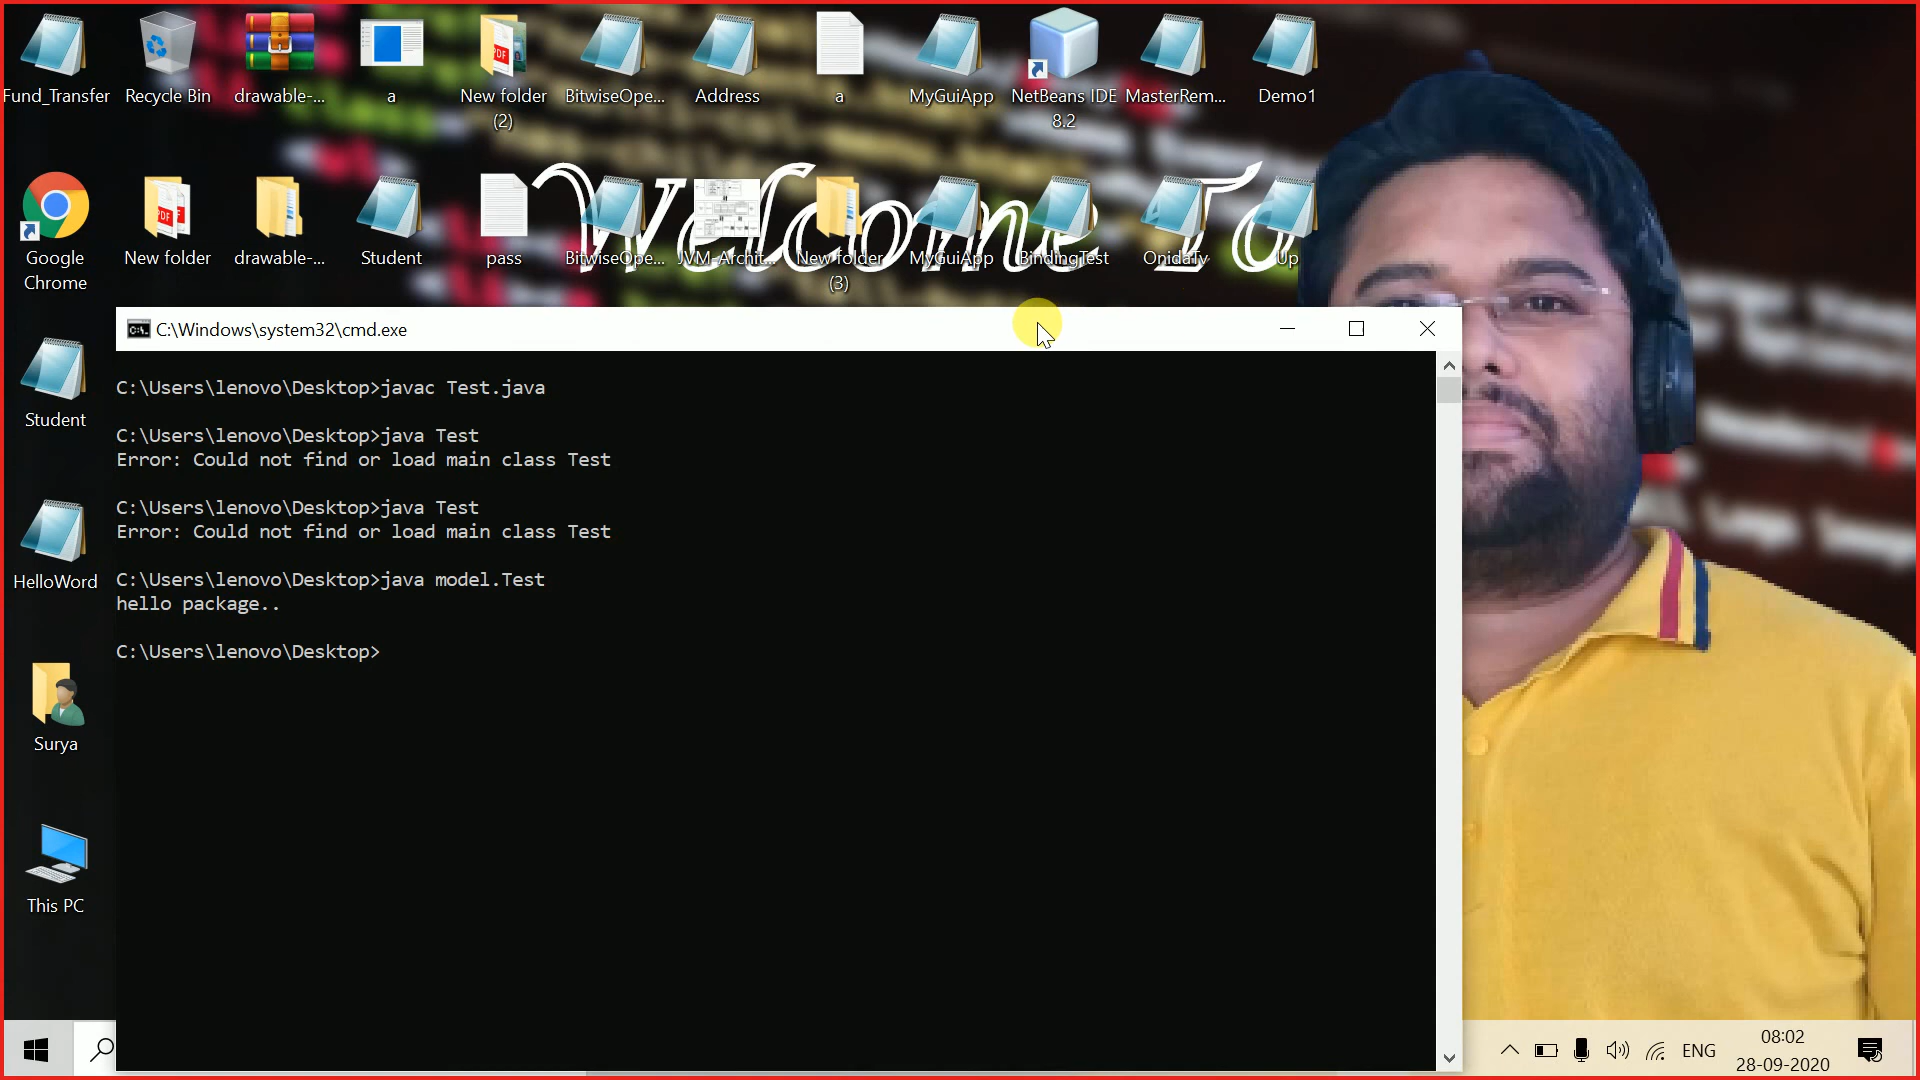 Fund_Transfer
Recycle Bin
drawable-...
a
New folder
(2)
BitwiseOpe...
Address
a
MyGuiApp
NetBeans IDE
8.2
MasterRem...
Demo1
Welcome To
Google
Chrome
New folder
drawable-...
Student
pass
BitwiseOpe...
JVM-Archit...
New folder
(3)
MyGuiApp
BindingTest
OnidaTv
Up
C:\Windows\system32\cmd.exe
C:\Users\lenovo\Desktop>javac Test.java
C:\Users\lenovo\Desktop>java Test
Error: Could not find or load main class Test
C:\Users\lenovo\Desktop>java Test
Error: Could not find or load main class Test
C:\Users\lenovo\Desktop>java model.Test
hello package..
C:\Users\lenovo\Desktop>
Student
HelloWord
Surya
This PC
ENG
08:02
28-09-2020